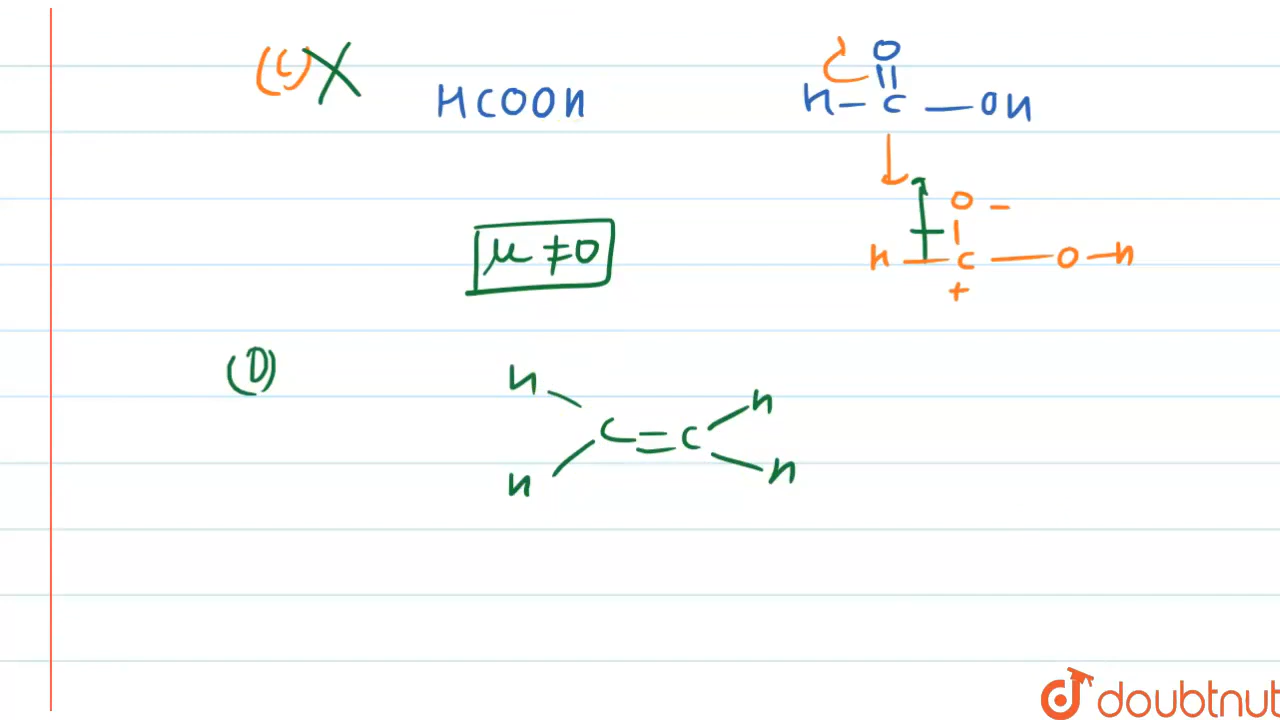 (C) X
HCOOH
O
||
H - C - OH
μ ≠ 0
O -
|
H - C - O - H
+
(D)
H H
C = C
H H
doubtnut